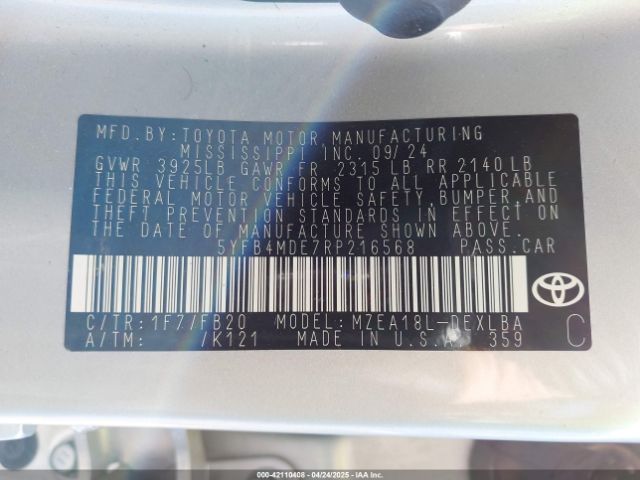 MFD. BY: TOYOTA MOTOR MANUFACTURING
MISSISSIPPI INC. 09/24
GVWR 3925LB GAWR FR 2315 LB RR 2140LB
THIS VEHICLE CONFORMS TO ALL APPLICABLE
FEDERAL MOTOR VEHICLE SAFETY, BUMPER, AND
THEFT PREVENTION STANDARDS IN EFFECT ON
THE DATE OF MANUFACTURE SHOWN ABOVE.
5YFB4MDE7RP216568 PASS. CAR
C/TR: 1F7/FB20 MODEL: MZEA18L-DEXLBA
A/TM: /K121 MADE IN U.S.A. 359
C
000-42110408 - 04/24/2025 - IAA Inc.